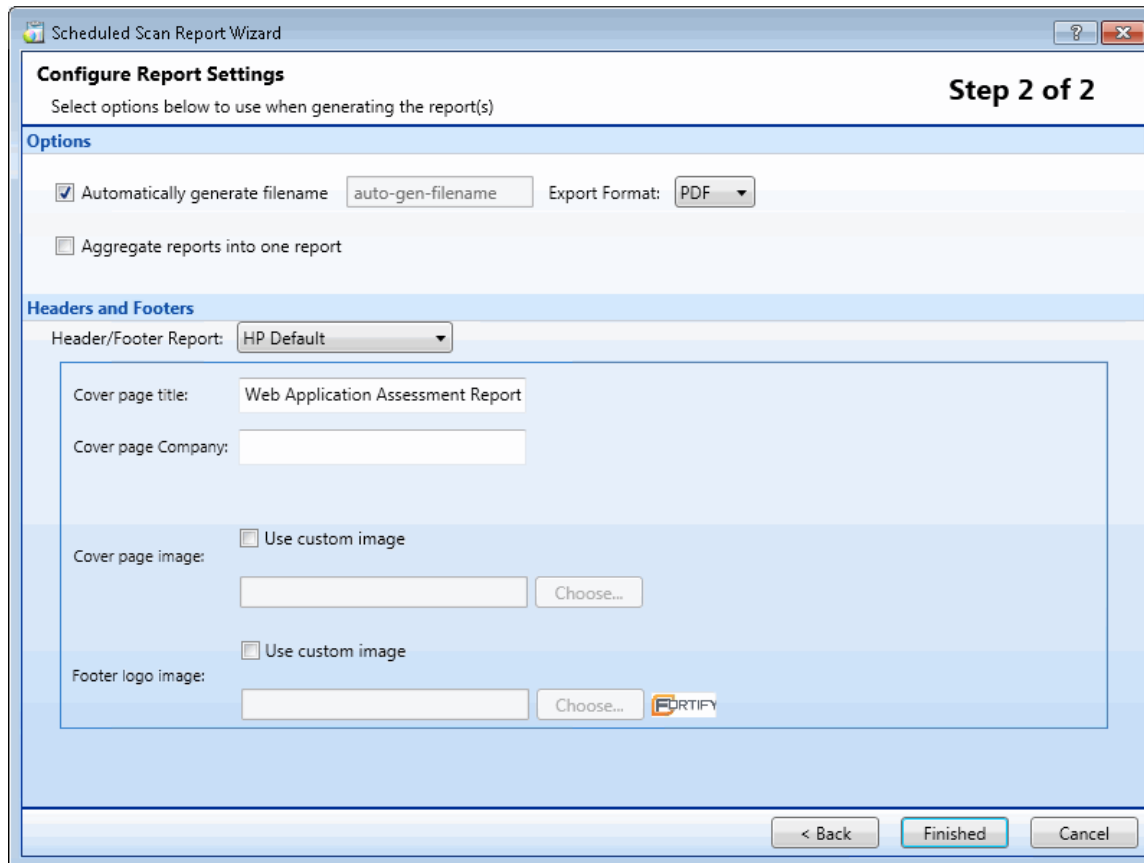 Scheduled Scan Report Wizard
?
Configure Report Settings
Select options below to use when generating the report(s)
Step 2 of 2
Options
Automatically generate filename auto-gen-filename Export Format: PDF
Aggregate reports into one report
Headers and Footers
Header/Footer Report: HP Default
Cover page title: Web Application Assessment Report
Cover page Company:
Use custom image
Cover page image:
Choose...
Use custom image
Footer logo image:
Choose... FORTIFY
< Back Finished Cancel